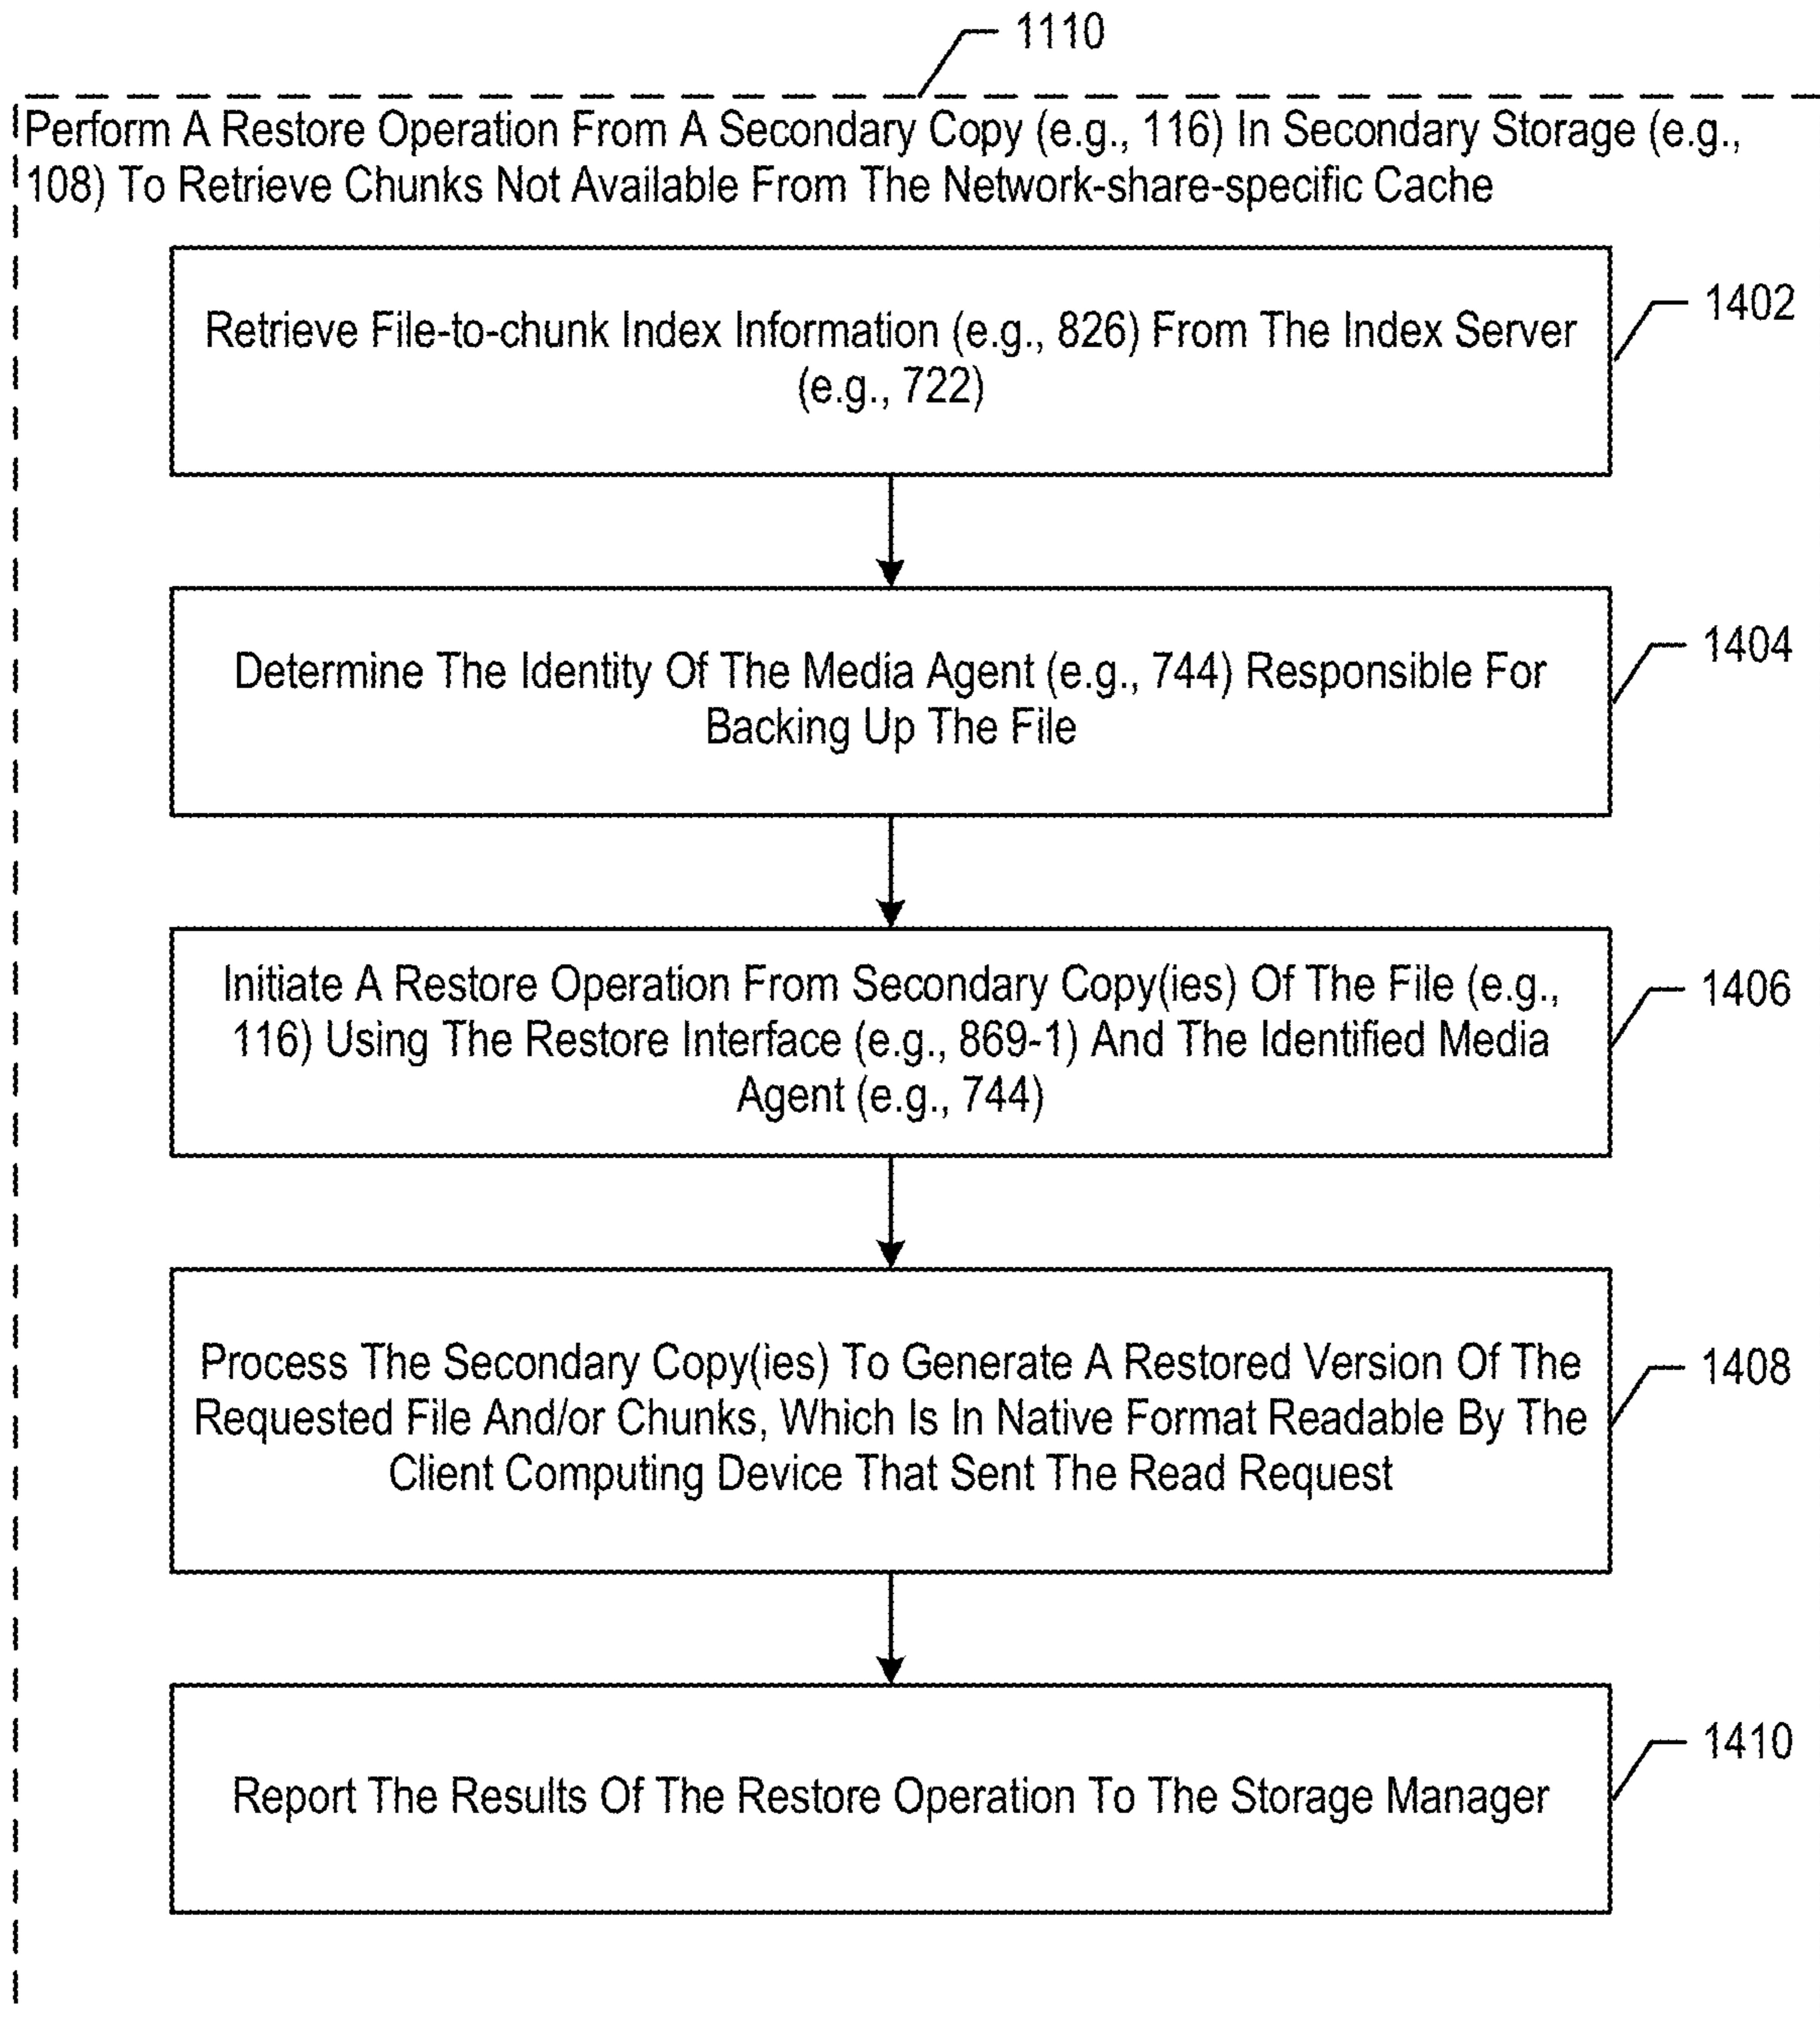 1110
Perform A Restore Operation From A Secondary Copy (e.g., 116) In Secondary Storage (e.g.,
108) To Retrieve Chunks Not Available From The Network-share-specific Cache
Retrieve File-to-chunk Index Information (e.g., 826) From The Index Server
(e.g., 722)
1402
Determine The Identity Of The Media Agent (e.g., 744) Responsible For
Backing Up The File
1404
Initiate A Restore Operation From Secondary Copy(ies) Of The File (e.g.,
116) Using The Restore Interface (e.g., 869-1) And The Identified Media
Agent (e.g., 744)
1406
Process The Secondary Copy(ies) To Generate A Restored Version Of The
Requested File And/or Chunks, Which Is In Native Format Readable By The
Client Computing Device That Sent The Read Request
1408
Report The Results Of The Restore Operation To The Storage Manager
1410